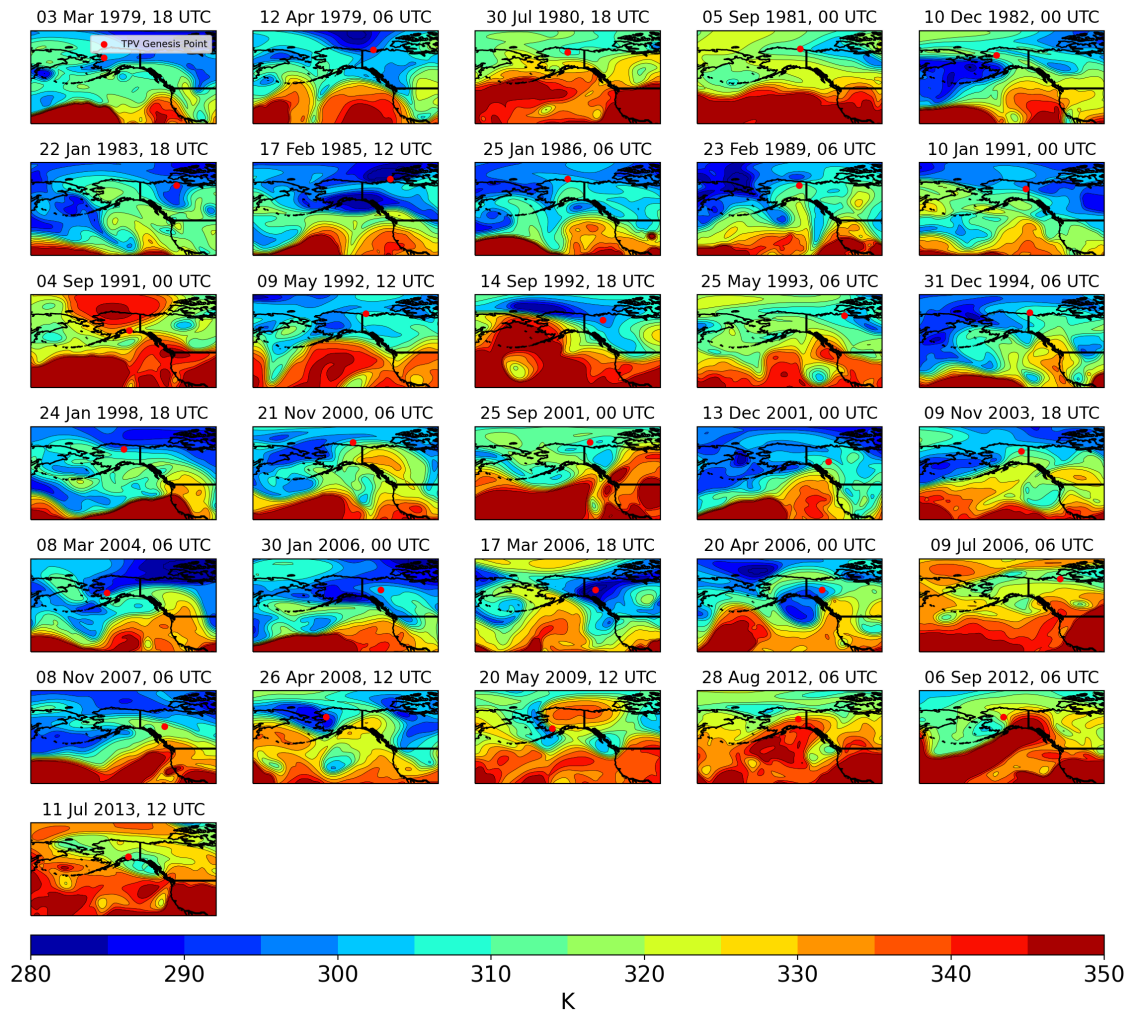 03 Mar 1979, 18 UTC
12 Apr 1979, 06 UTC
30 Jul 1980, 18 UTC
05 Sep 1981, 00 UTC
10 Dec 1982, 00 UTC
TPV Genesis Point
22 Jan 1983, 18 UTC
17 Feb 1985, 12 UTC
25 Jan 1986, 06 UTC
23 Feb 1989, 06 UTC
10 Jan 1991, 00 UTC
04 Sep 1991, 00 UTC
09 May 1992, 12 UTC
14 Sep 1992, 18 UTC
25 May 1993, 06 UTC
31 Dec 1994, 06 UTC
24 Jan 1998, 18 UTC
21 Nov 2000, 06 UTC
25 Sep 2001, 00 UTC
13 Dec 2001, 00 UTC
09 Nov 2003, 18 UTC
08 Mar 2004, 06 UTC
30 Jan 2006, 00 UTC
17 Mar 2006, 18 UTC
20 Apr 2006, 00 UTC
09 Jul 2006, 06 UTC
08 Nov 2007, 06 UTC
26 Apr 2008, 12 UTC
20 May 2009, 12 UTC
28 Aug 2012, 06 UTC
06 Sep 2012, 06 UTC
11 Jul 2013, 12 UTC
280 290 300 310 320 330 340 350
K